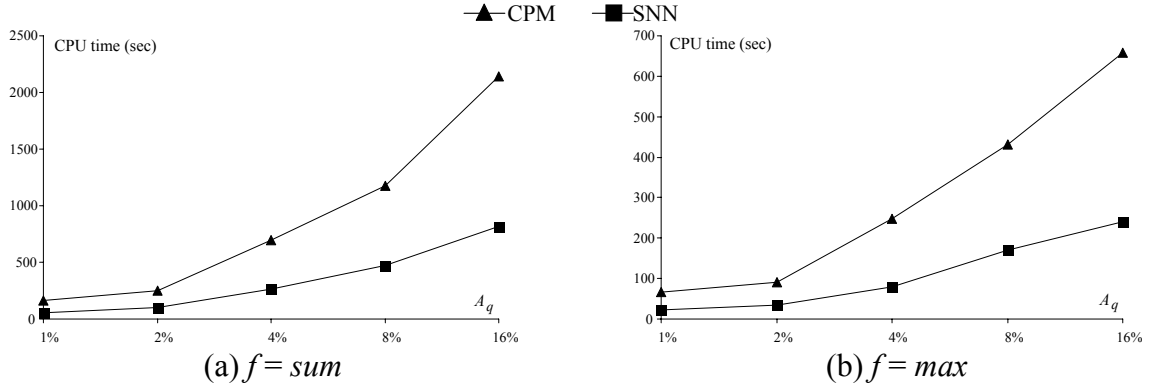 CPM SNN
CPU time (sec)
2500
2000
1500
1000
500
0
1% 2% 4% 8% 16%
A_q
(a) f = sum
CPU time (sec)
700
600
500
400
300
200
100
0
1% 2% 4% 8% 16%
A_q
(b) f = max